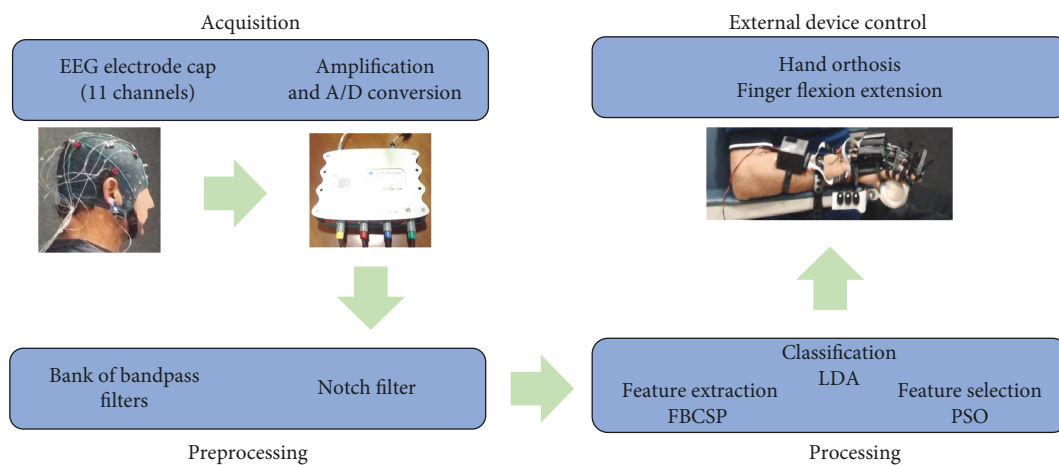 Acquisition
EEG electrode cap
(11 channels)
Amplification
and A/D conversion
External device control
Hand orthosis
Finger flexion extension
Bank of bandpass
filters
Notch filter
Preprocessing
Classification
LDA
Feature extraction
FBCSP
Feature selection
PSO
Processing